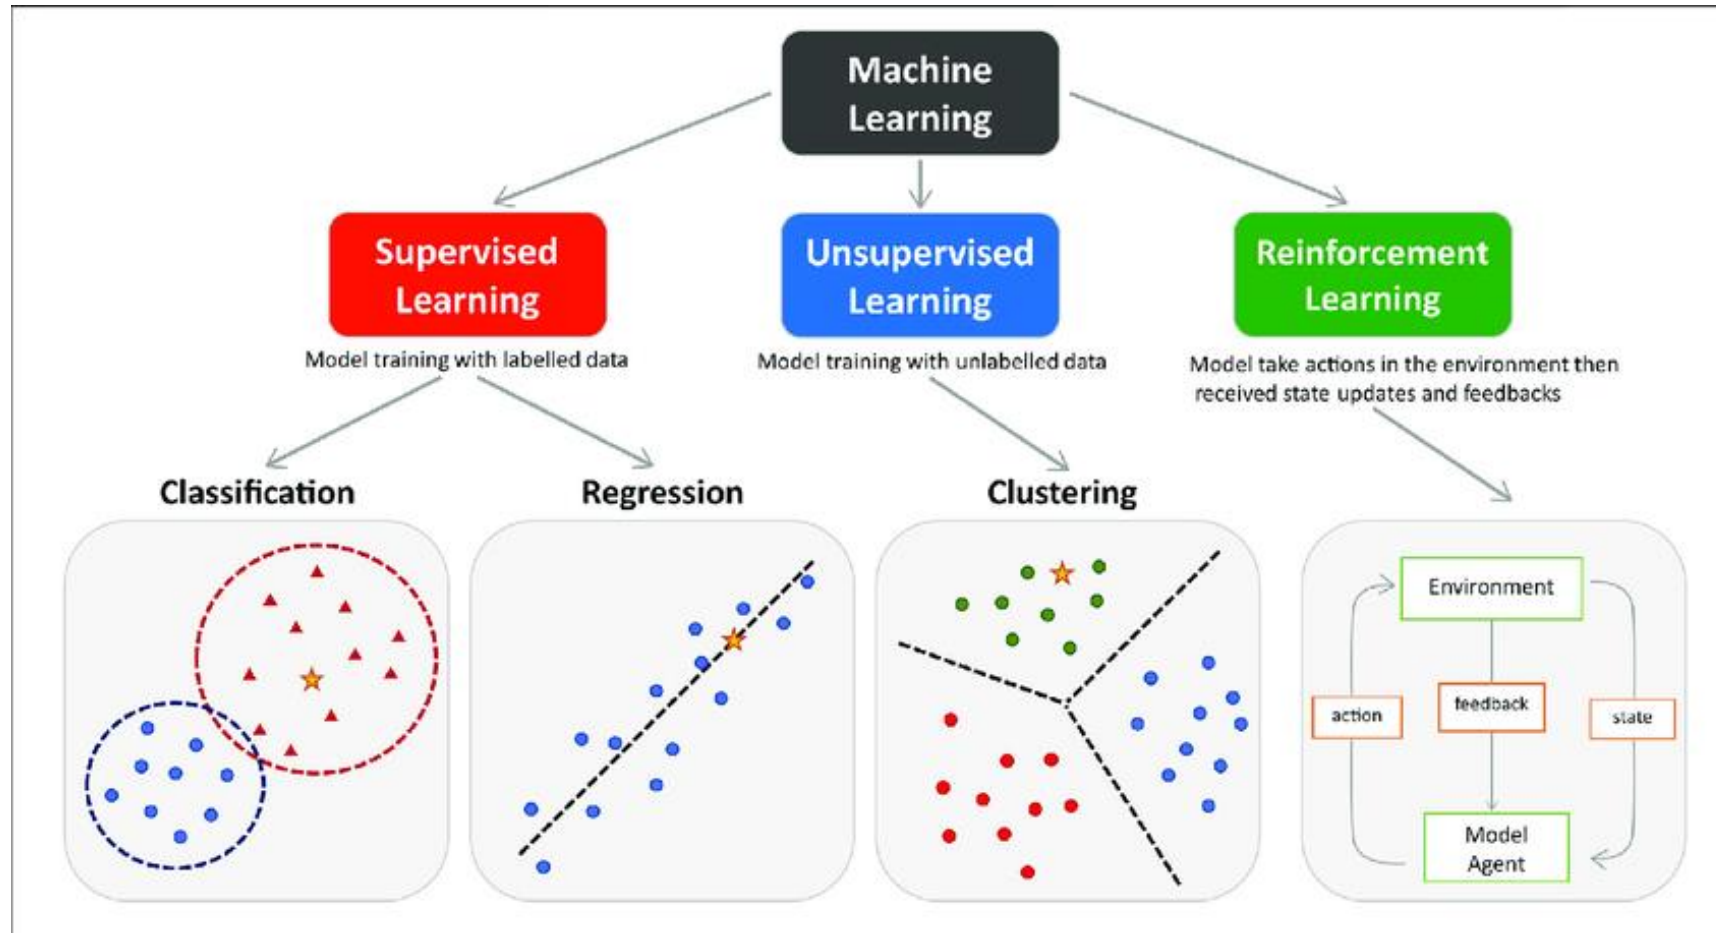 Machine
Learning
Supervised
Learning
Unsupervised
Learning
Reinforcement
Learning
Model training with labelled data
Model training with unlabelled data
Model take actions in the environment then
received state updates and feedbacks
Classification
Regression
Clustering
Environment
action
feedback
state
Model
Agent